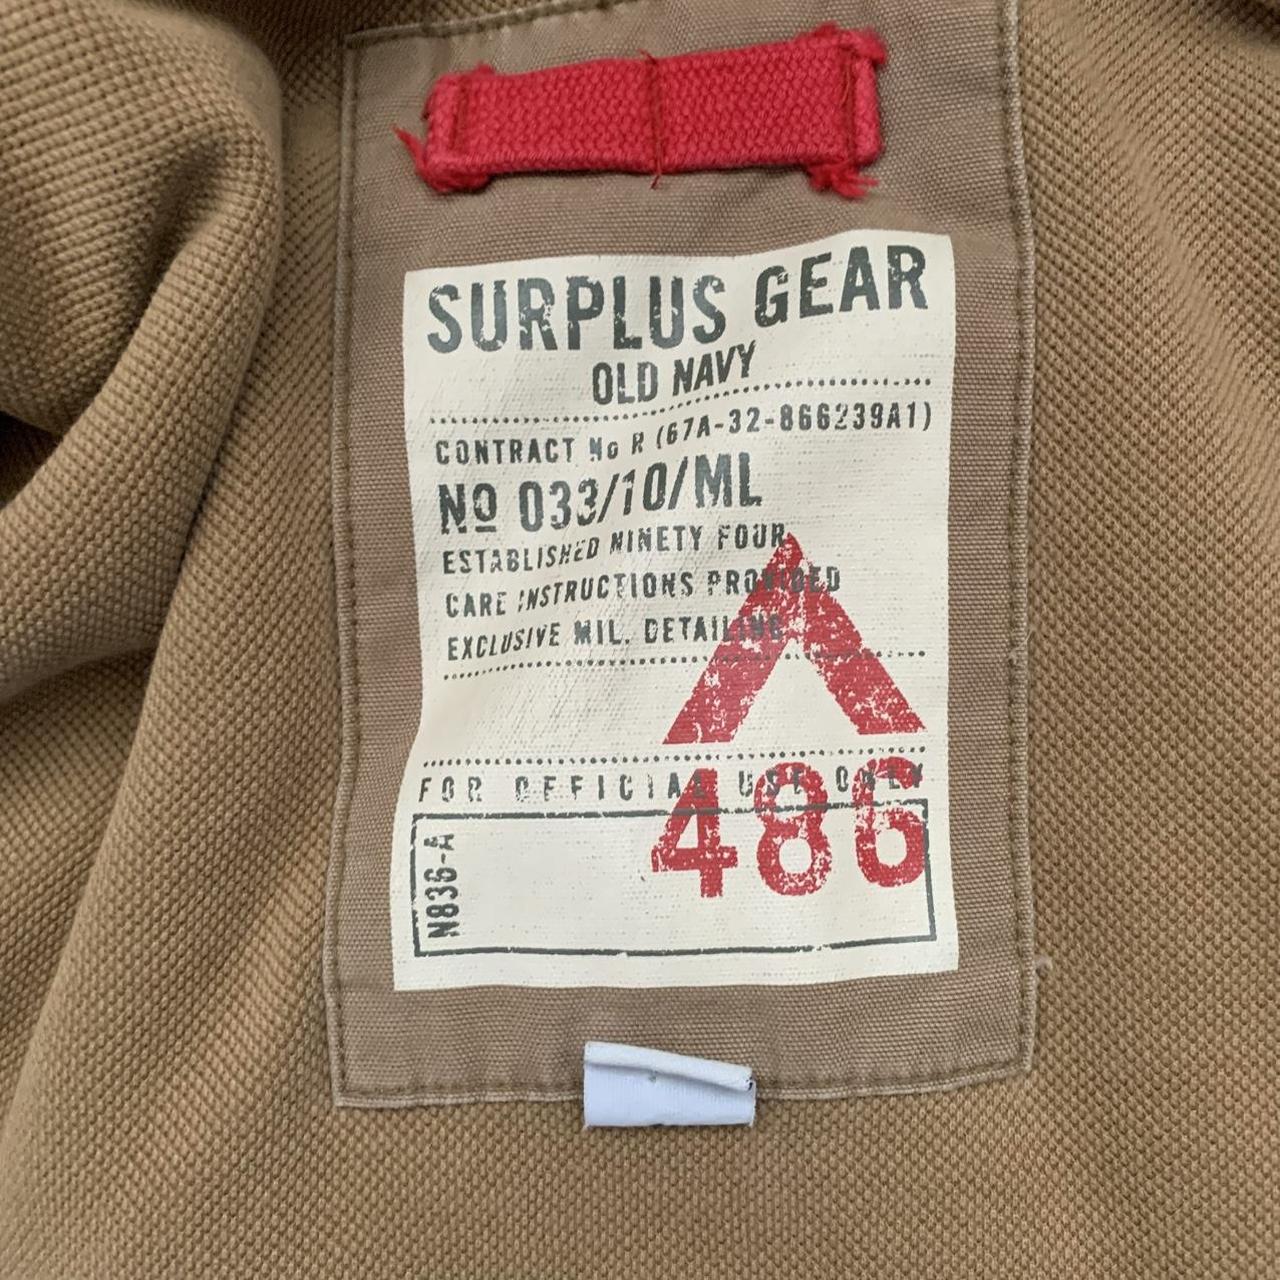 SURPLUS GEAR
OLD NAVY
CONTRACT No R (67A-32-866239A1)
No 033/10/ML
ESTABLISHED NINETY FOUR
CARE INSTRUCTIONS PROVIDED
EXCLUSIVE MIL. DETAILING
FOR OFFICIAL USE ONLY
486
N836-A